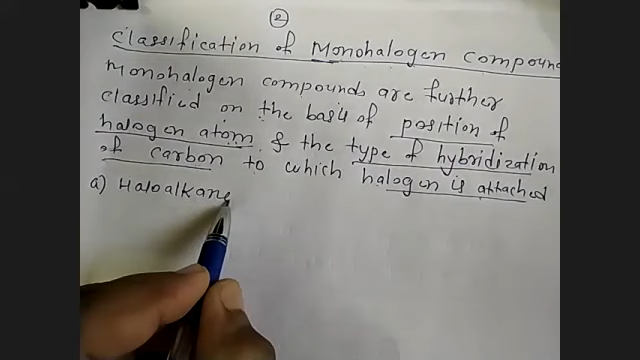 2
Classification of Monohalogen Compoun
Monohalogen compounds are further
classified on the basis of position of
halogen atom & the type of hybridization
of carbon to which halogen is attached
a) Haloalkane